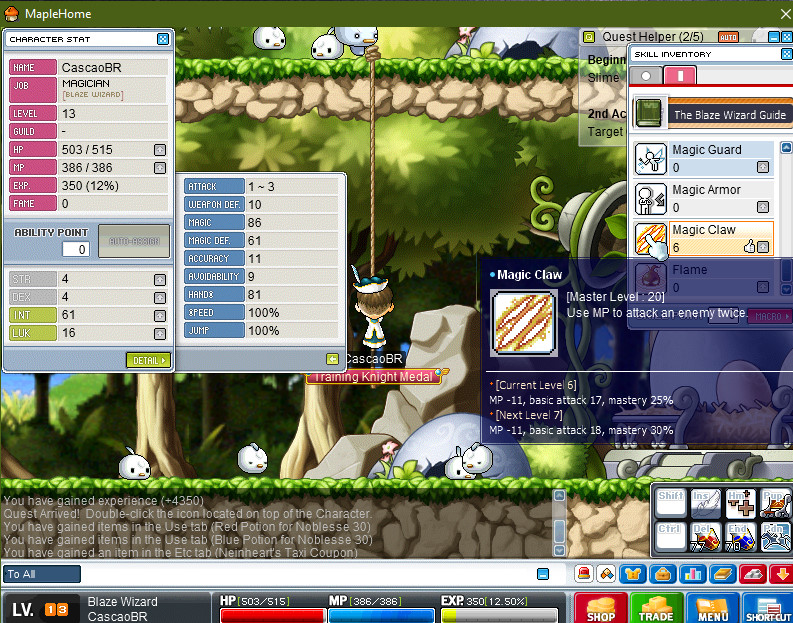 MapleHome
CHARACTER STAT
NAME CascaoBR
JOB MAGICIAN
[BLAZE WIZARD]
LEVEL 13
GUILD -
HP 503 / 515
MP 386 / 386
EXP. 350 (12%)
FAME 0
ABILITY POINT
0 AUTO-ASSIGN
STR 4
DEX 4
INT 61
LUK 16
DETAIL
ATTACK 1 ~ 3
WEAPON DEF. 10
MAGIC 86
MAGIC DEF. 61
ACCURACY 11
AVOIDABILITY 9
HANDS 81
SPEED 100%
JUMP 100%
Quest Helper (2/5) AUTO
Beginn
Slime
2nd Ac
Target
SKILL INVENTORY
The Blaze Wizard Guide
Magic Guard
0
Magic Armor
0
Magic Claw
6
Flame
0
MACRO
Magic Claw
[Master Level : 20]
Use MP to attack an enemy twice.
[Current Level 6]
MP -11, basic attack 17, mastery 25%
[Next Level 7]
MP -11, basic attack 18, mastery 30%
CascaoBR
Training Knight Medal
You have gained experience (+4350)
Quest Arrived! Double-click the icon located on top of the Character.
You have gained items in the Use tab (Red Potion for Noblesse 30)
You have gained items in the Use tab (Blue Potion for Noblesse 30)
You have gained an item in the Etc tab (Neinheart's Taxi Coupon)
Shift Ins Hm Pup
Ctrl Del End Pdn
To All
LV. 13 Blaze Wizard
CascaoBR
HP[503/515] MP[386/386] EXP. 350[12.50%]
SHOP TRADE MENU SHORTCUT